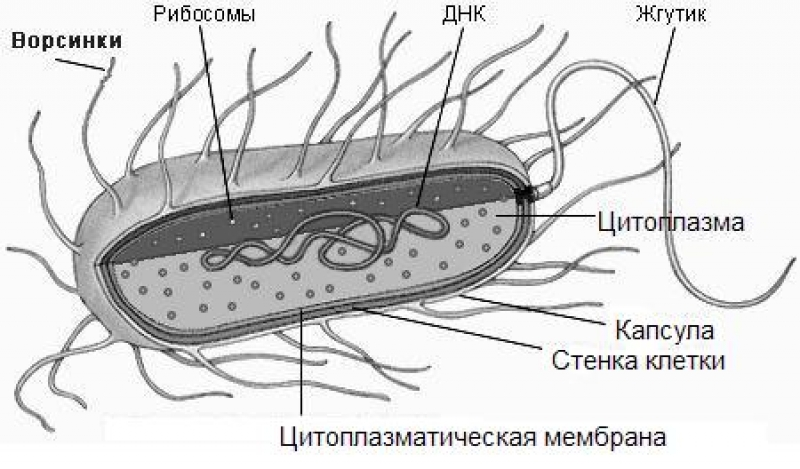 Рибосомы
ДНК
Жгутик
Ворсинки
Цитоплазма
Капсула
Стенка клетки
Цитоплазматическая мембрана